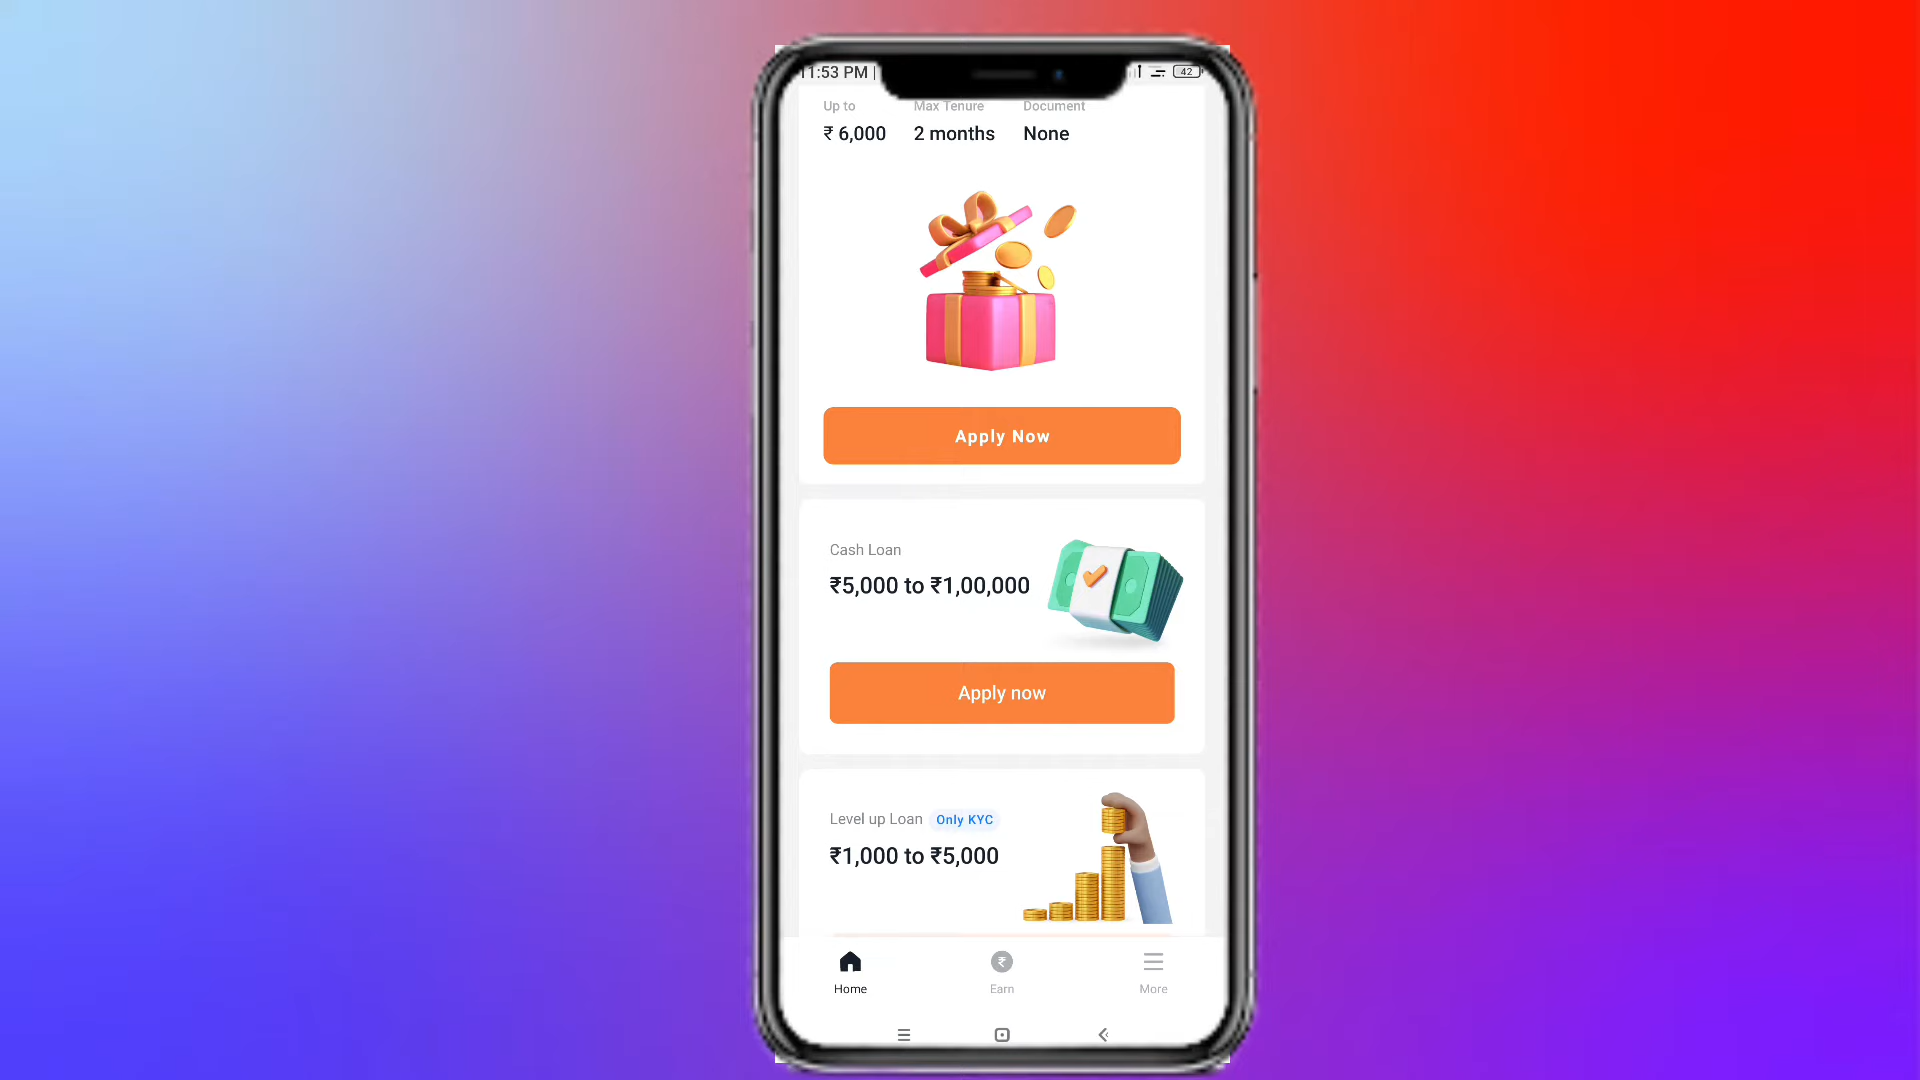 11:53 PM |
42
Up to Max Tenure Document
₹ 6,000 2 months None
Apply Now
Cash Loan
₹5,000 to ₹1,00,000
Apply now
Level up Loan Only KYC
₹1,000 to ₹5,000
₹
Home Earn More